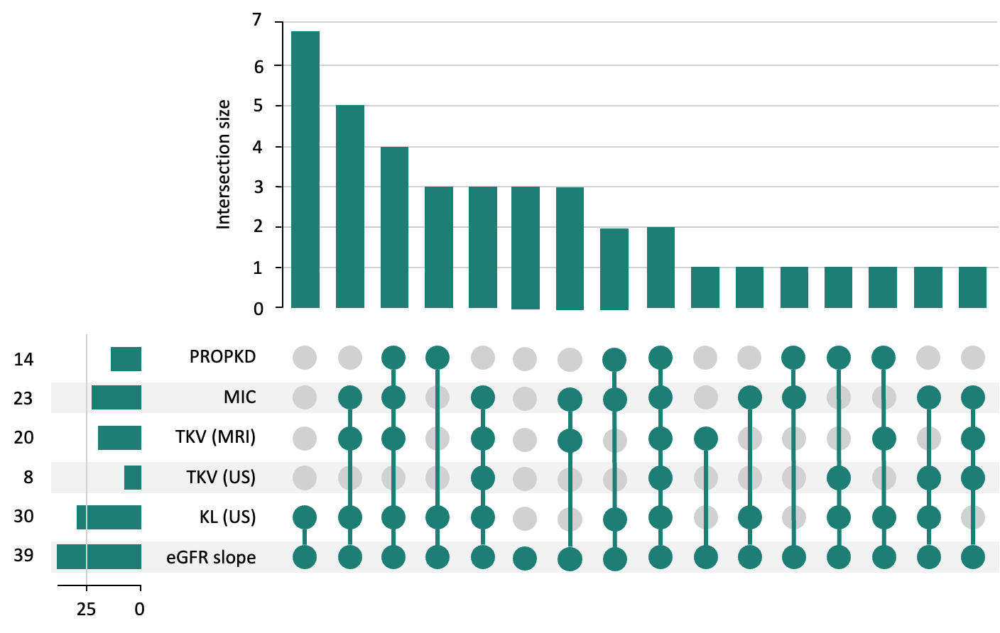 7
6
5
4
3
2
1
0
Intersection size
14 PROPKD
23 MIC
20 TKV (MRI)
8 TKV (US)
30 KL (US)
39 eGFR slope
25 0